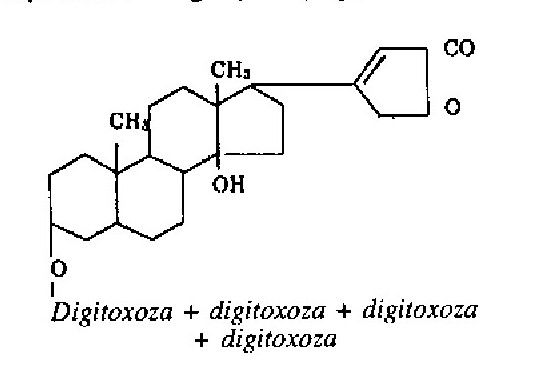 CO
CH₃
O
CH₃
OH
O
Digitoxoza + digitoxoza + digitoxoza
+ digitoxoza